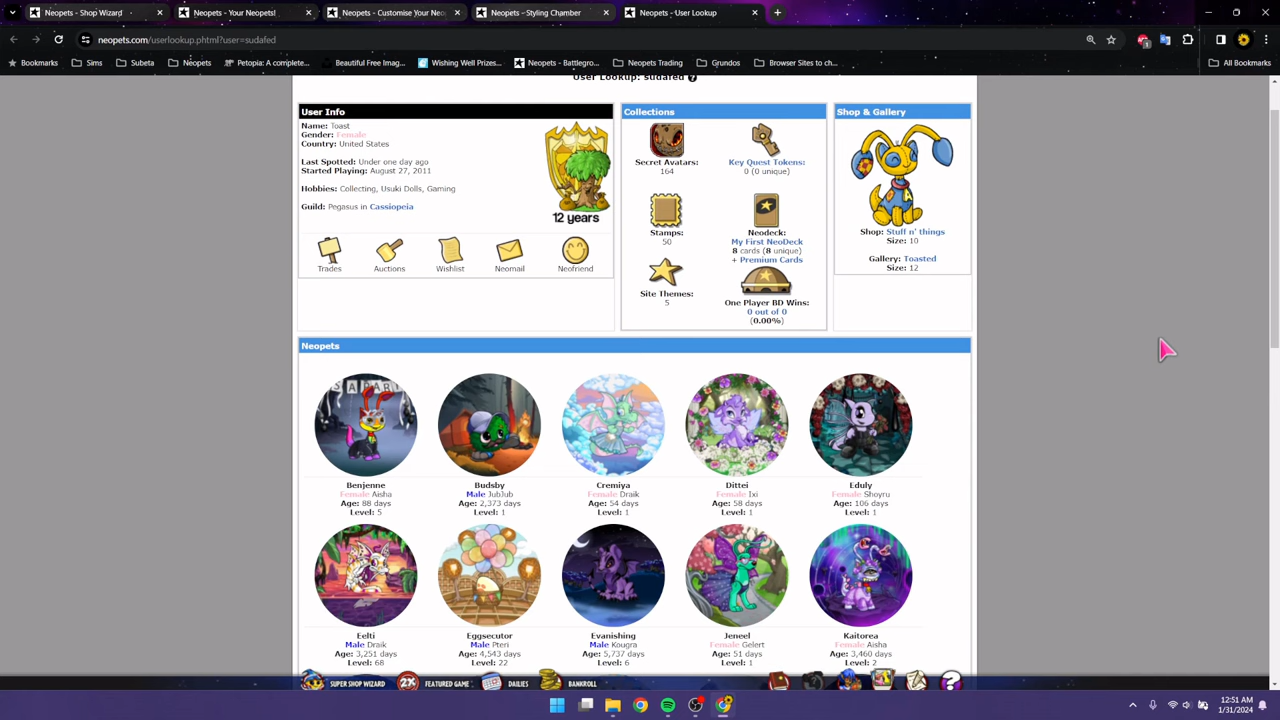 Neopets - Shop Wizard
Neopets - Your Neopets!
Neopets - Customise Your Neo
Neopets - Styling Chamber
Neopets - User Lookup
neopets.com/userlookup.phtml?user=sudafed
Bookmarks
Sims
Subeta
Neopets
Petopia: A complete...
Beautiful Free Imag...
Wishing Well Prizes...
Neopets - Battlegro...
Neopets Trading
Grundos
Browser Sites to ch...
All Bookmarks
User Lookup: sudafed
User Info
Name: Toast
Gender: Female
Country: United States
Last Spotted: Under one day ago
Started Playing: August 27, 2011
Hobbies: Collecting, Usuki Dolls, Gaming
Guild: Pegasus in Cassiopeia
12 years
Trades
Auctions
Wishlist
Neomail
Neofriend
Collections
Secret Avatars:
164
Key Quest Tokens:
0 (0 unique)
Stamps:
50
Neodeck:
My First NeoDeck
8 cards (8 unique)
+ Premium Cards
Site Themes:
5
One Player BD Wins:
0 out of 0
(0.00%)
Shop & Gallery
Shop: Stuff n' things
Size: 10
Gallery: Toasted
Size: 12
Neopets
Benjenne
Female Aisha
Age: 88 days
Level: 5
Budsby
Male JubJub
Age: 2,373 days
Level: 1
Cremiya
Female Draik
Age: 54 days
Level: 1
Dittei
Female Ixi
Age: 58 days
Level: 1
Eduly
Female Shoyru
Age: 106 days
Level: 1
Eelti
Male Draik
Age: 3,251 days
Level: 68
Eggsecutor
Male Pteri
Age: 4,543 days
Level: 22
Evanishing
Male Kougra
Age: 5,737 days
Level: 6
Jeneel
Female Gelert
Age: 51 days
Level: 1
Kaitorea
Female Aisha
Age: 3,460 days
Level: 2
SUPER SHOP WIZARD
2X
FEATURED GAME
DAILIES
BANKROLL
12:51 AM
1/31/2024